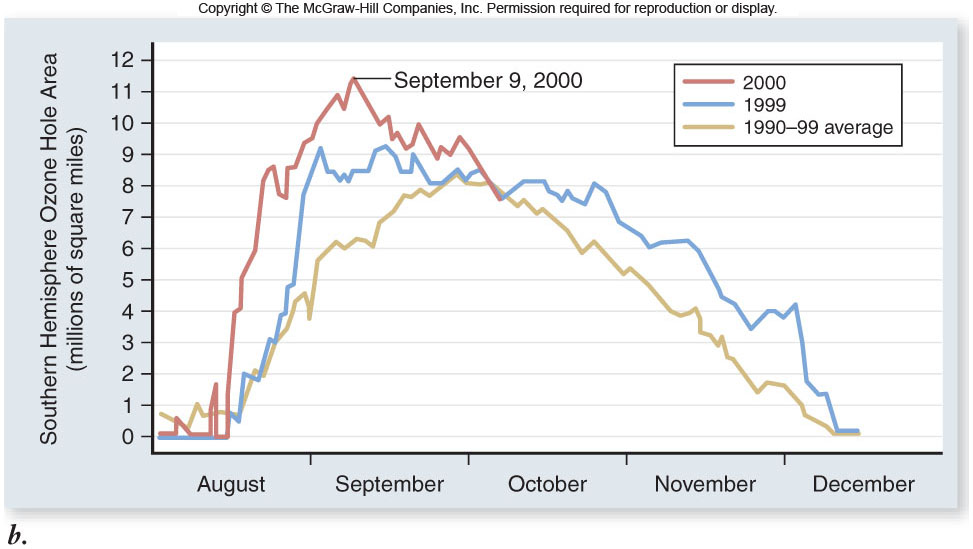 Copyright © The McGraw-Hill Companies, Inc. Permission required for reproduction or display.
Southern Hemisphere Ozone Hole Area
(millions of square miles)
12
11
10
9
8
7
6
5
4
3
2
1
0
September 9, 2000
2000
1999
1990–99 average
August September October November December
b.